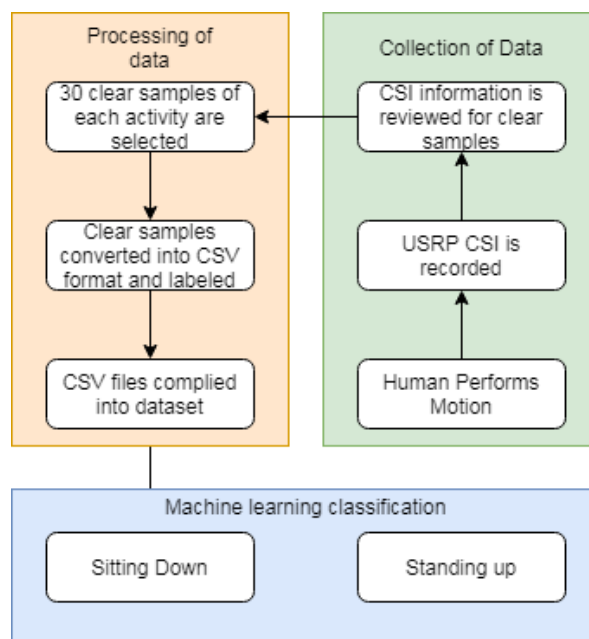 Processing of
data
30 clear samples of
each activity are
selected
Clear samples
converted into CSV
format and labeled
CSV files complied
into dataset
Collection of Data
CSI information is
reviewed for clear
samples
USRP CSI is
recorded
Human Performs
Motion
Machine learning classification
Sitting Down
Standing up